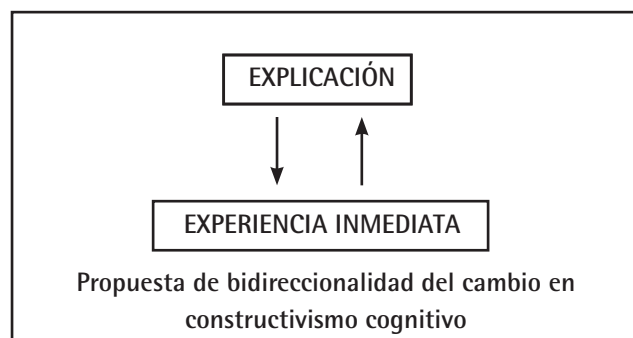 EXPLICACIÓN
EXPERIENCIA INMEDIATA
Propuesta de bidireccionalidad del cambio en
constructivismo cognitivo